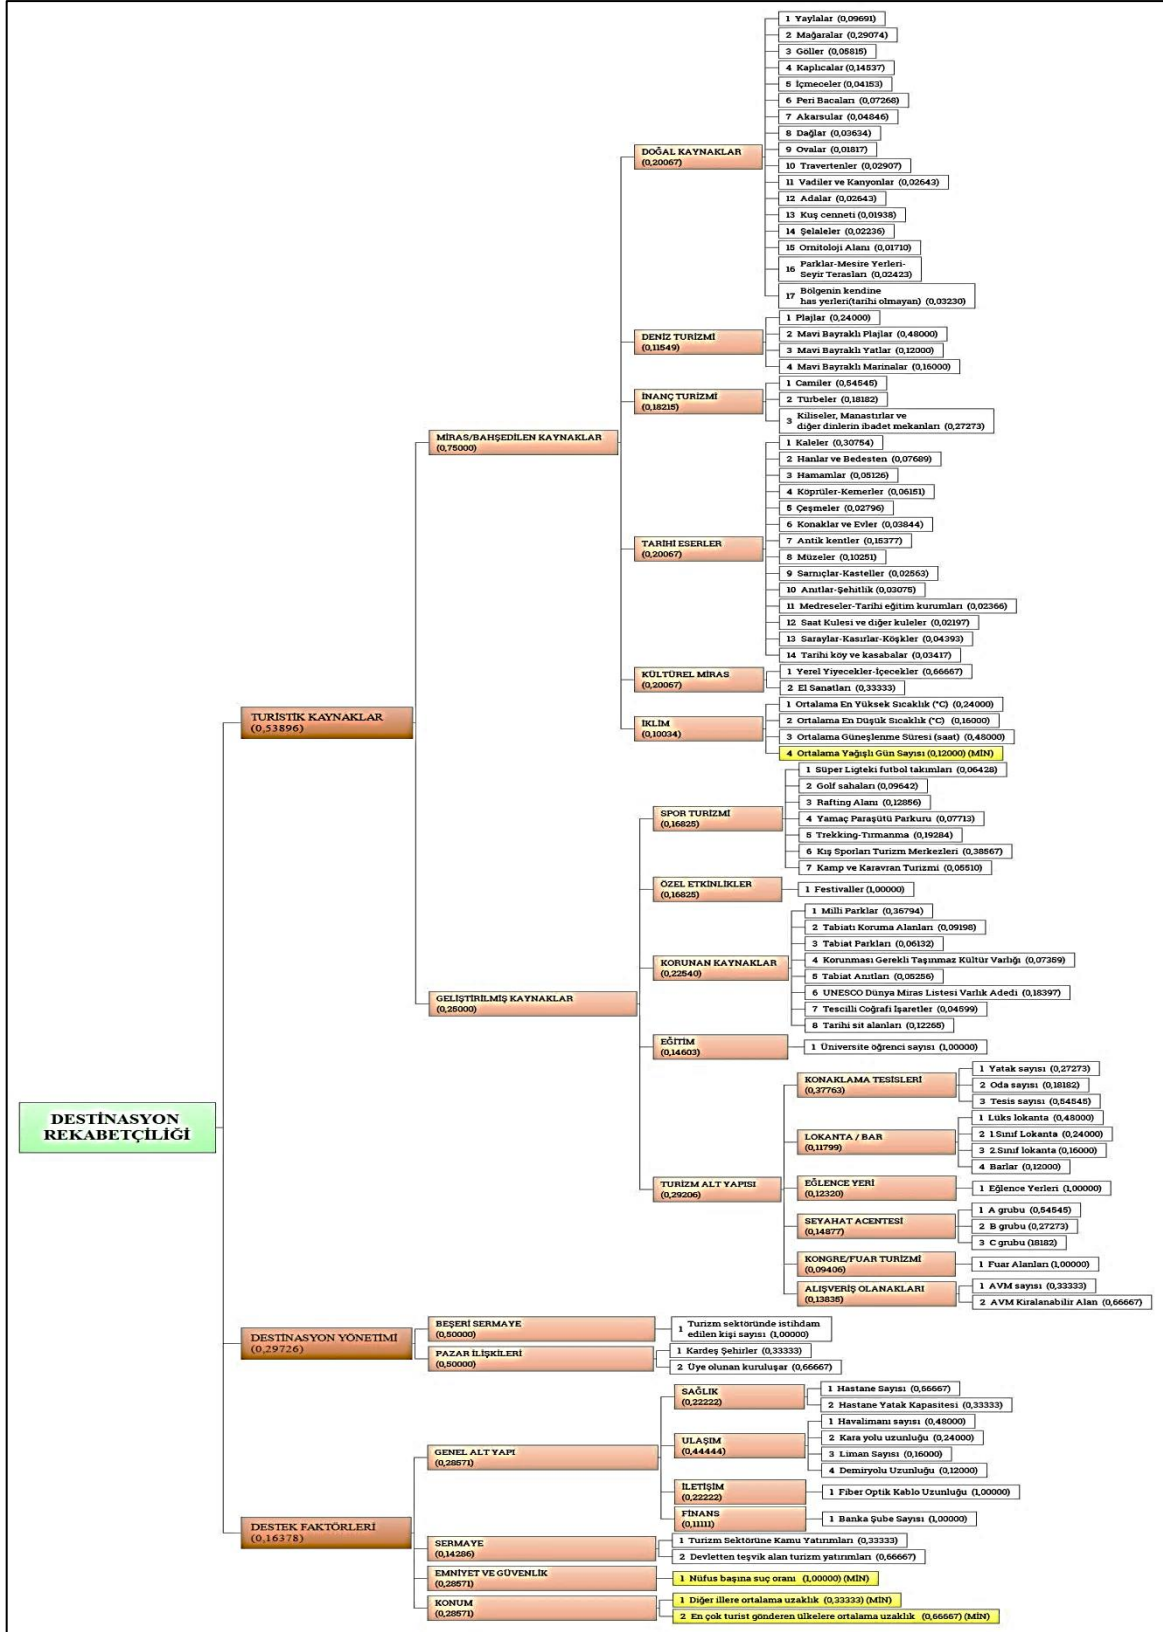 DESTİNASYON
REKABETÇİLİĞİ
TURİSTİK KAYNAKLAR
(0,53896)
MİRAS/BAHŞEDİLEN KAYNAKLAR
(0,75000)
DOĞAL KAYNAKLAR
(0,20067)
1 Yaylalar (0,09691)
2 Mağaralar (0,29074)
3 Göller (0,05815)
4 Kaplıcalar (0,14537)
5 İçmeceler (0,04153)
6 Peri Bacaları (0,07268)
7 Akarsular (0,04846)
8 Dağlar (0,03634)
9 Ovalar (0,01817)
10 Travertenler (0,02907)
11 Vadiler ve Kanyonlar (0,02643)
12 Adalar (0,02643)
13 Kuş cenneti (0,01938)
14 Şelaleler (0,02236)
15 Ornitoloji Alanı (0,01710)
16 Parklar-Mesire Yerleri-
Seyir Terasları (0,02423)
17 Bölgenin kendine
has yerleri(tarihi olmayan) (0,03230)
DENİZ TURİZMİ
(0,11549)
1 Plajlar (0,24000)
2 Mavi Bayraklı Plajlar (0,48000)
3 Mavi Bayraklı Yatlar (0,12000)
4 Mavi Bayraklı Marinalar (0,16000)
İNANÇ TURİZMİ
(0,18215)
1 Camiler (0,54545)
2 Türbeler (0,18182)
3 Kiliseler, Manastırlar ve
diğer dinlerin ibadet mekanları (0,27273)
TARİHİ ESERLER
(0,20067)
1 Kaleler (0,30754)
2 Hanlar ve Bedesten (0,07689)
3 Hamamlar (0,05126)
4 Köprüler-Kemerler (0,06151)
5 Çeşmeler (0,02796)
6 Konaklar ve Evler (0,03844)
7 Antik kentler (0,15377)
8 Müzeler (0,10251)
9 Sarnıçlar-Kasteller (0,02563)
10 Anıtlar-Şehitlik (0,03075)
11 Medreseler-Tarihi eğitim kurumları (0,02366)
12 Saat Kulesi ve diğer kuleler (0,02197)
13 Saraylar-Kasırlar-Köşkler (0,04393)
14 Tarihi köy ve kasabalar (0,03417)
KÜLTÜREL MİRAS
(0,20067)
1 Yerel Yiyecekler-İçecekler (0,66667)
2 El Sanatları (0,33333)
İKLİM
(0,10034)
1 Ortalama En Yüksek Sıcaklık (°C) (0,24000)
2 Ortalama En Düşük Sıcaklık (°C) (0,16000)
3 Ortalama Güneşlenme Süresi (saat) (0,48000)
4 Ortalama Yağışlı Gün Sayısı (0,12000) (MİN)
GELİŞTİRİLMİŞ KAYNAKLAR
(0,25000)
SPOR TURİZMİ
(0,16825)
1 Süper Ligteki futbol takımları (0,06428)
2 Golf sahaları (0,09642)
3 Rafting Alanı (0,12856)
4 Yamaç Paraşütü Parkuru (0,07713)
5 Trekking-Tırmanma (0,19284)
6 Kış Sporları Turizm Merkezleri (0,38567)
7 Kamp ve Karavran Turizmi (0,05510)
ÖZEL ETKİNLİKLER
(0,16825)
1 Festivaller (1,00000)
KORUNAN KAYNAKLAR
(0,22540)
1 Milli Parklar (0,36794)
2 Tabiatı Koruma Alanları (0,09198)
3 Tabiat Parkları (0,06132)
4 Korunması Gerekli Taşınmaz Kültür Varlığı (0,07359)
5 Tabiat Anıtları (0,05256)
6 UNESCO Dünya Miras Listesi Varlık Adedi (0,18397)
7 Tescilli Coğrafi İşaretler (0,04599)
8 Tarihi sit alanları (0,12265)
EĞİTİM
(0,14603)
1 Üniversite öğrenci sayısı (1,00000)
TURİZM ALT YAPISI
(0,29206)
KONAKLAMA TESİSLERİ
(0,37763)
1 Yatak sayısı (0,27273)
2 Oda sayısı (0,18182)
3 Tesis sayısı (0,54545)
LOKANTA / BAR
(0,11799)
1 Lüks lokanta (0,48000)
2 1.Sınıf Lokanta (0,24000)
3 2.Sınıf lokanta (0,16000)
4 Barlar (0,12000)
EĞLENCE YERİ
(0,12320)
1 Eğlence Yerleri (1,00000)
SEYAHAT ACENTESİ
(0,14877)
1 A grubu (0,54545)
2 B grubu (0,27273)
3 C grubu (18182)
KONGRE/FUAR TURİZMİ
(0,09406)
1 Fuar Alanları (1,00000)
ALIŞVERİŞ OLANAKLARI
(0,13835)
1 AVM sayısı (0,33333)
2 AVM Kiralanabilir Alan (0,66667)
DESTİNASYON YÖNETİMİ
(0,29726)
BEŞERİ SERMAYE
(0,50000)
1 Turizm sektöründe istihdam
edilen kişi sayısı (1,00000)
PAZAR İLİŞKİLERİ
(0,50000)
1 Kardeş Şehirler (0,33333)
2 Üye olunan kuruluşar (0,66667)
DESTEK FAKTÖRLERİ
(0,16378)
GENEL ALT YAPI
(0,28571)
SAĞLIK
(0,22222)
1 Hastane Sayısı (0,66667)
2 Hastane Yatak Kapasitesi (0,33333)
ULAŞIM
(0,44444)
1 Havalimanı sayısı (0,48000)
2 Kara yolu uzunluğu (0,24000)
3 Liman Sayısı (0,16000)
4 Demiryolu Uzunluğu (0,12000)
İLETİŞİM
(0,22222)
1 Fiber Optik Kablo Uzunluğu (1,00000)
FİNANS
(0,11111)
1 Banka Şube Sayısı (1,00000)
SERMAYE
(0,14286)
1 Turizm Sektörüne Kamu Yatırımları (0,33333)
2 Devletten teşvik alan turizm yatırımları (0,66667)
EMNİYET VE GÜVENLİK
(0,28571)
1 Nüfus başına suç oranı (1,00000) (MİN)
KONUM
(0,28571)
1 Diğer illere ortalama uzaklık (0,33333) (MİN)
2 En çok turist gönderen ülkelere ortalama uzaklık (0,66667) (MİN)